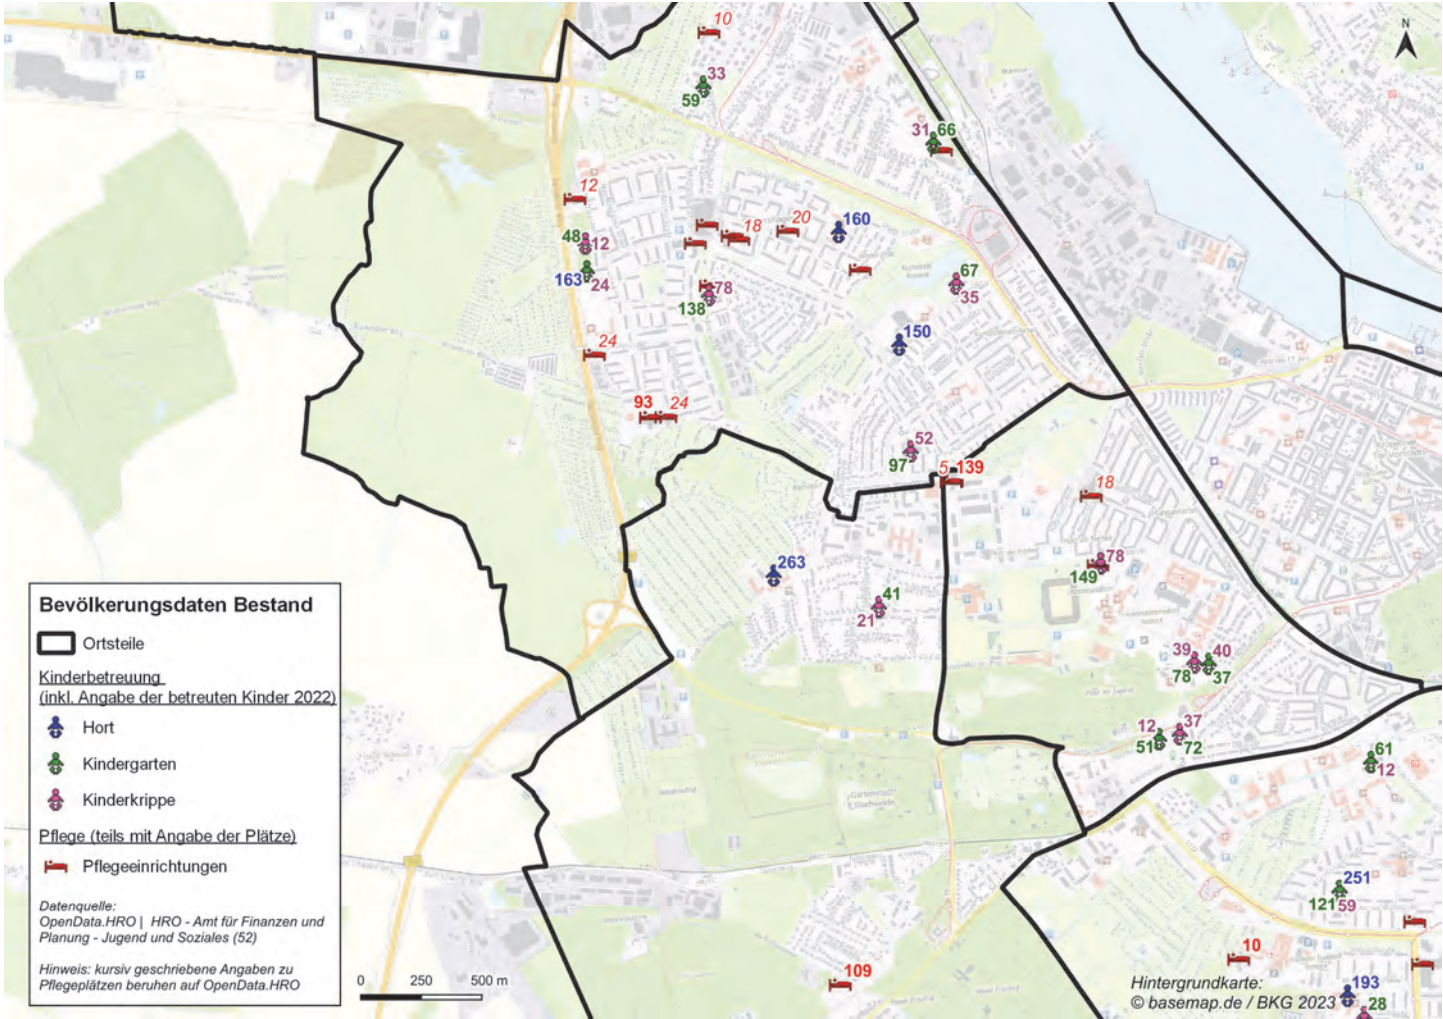 N
10
33
59
31 66
12
18
20
160
48 12
163 24
78
138
67
35
150
24
93 24
52
97
5 139
18
263
78
149
41
21
39 40
78 37
12 37
51 72
61
12
251
121 59
10
109
193
28
Bevölkerungsdaten Bestand
Ortsteile
Kinderbetreuung
(inkl. Angabe der betreuten Kinder 2022)
Hort
Kindergarten
Kinderkrippe
Pflege (teils mit Angabe der Plätze)
Pflegeeinrichtungen
Datenquelle:
OpenData.HRO | HRO - Amt für Finanzen und
Planung - Jugend und Soziales (52)
Hinweis: kursiv geschriebene Angaben zu
Pflegeplätzen beruhen auf OpenData.HRO
0 250 500 m
Hintergrundkarte:
© basemap.de / BKG 2023